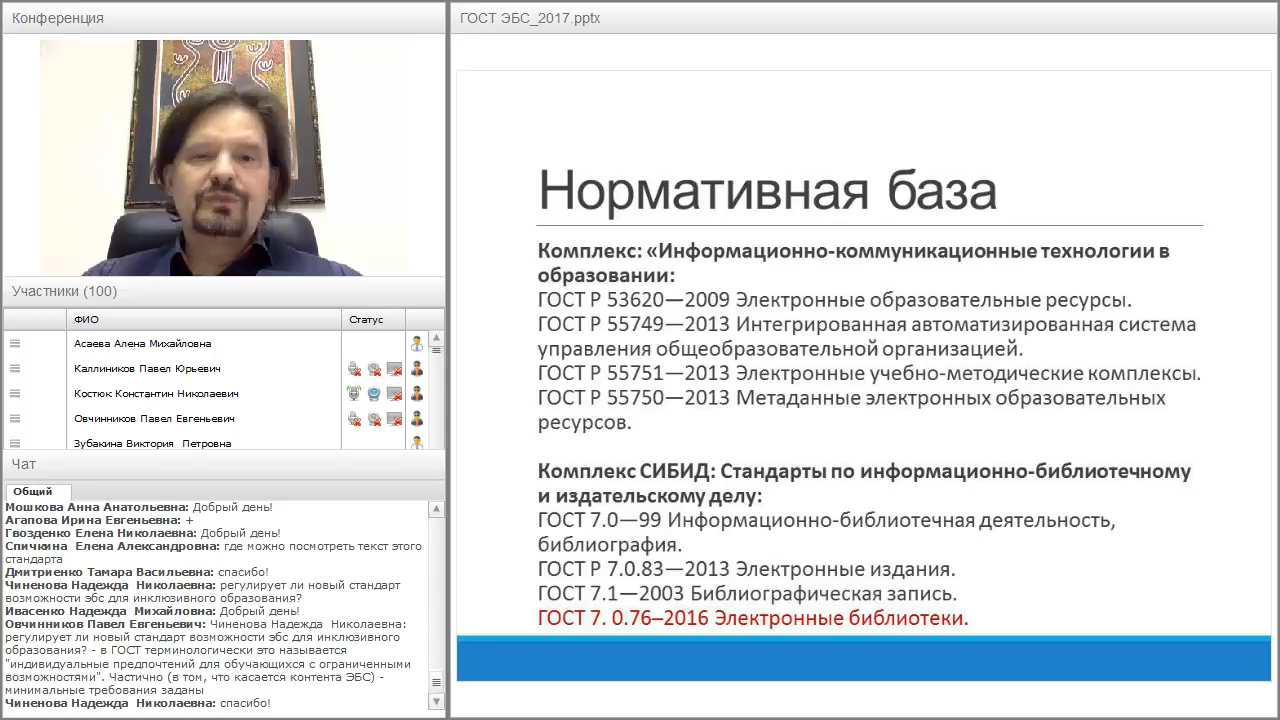 Конференция
Участники (100)
ФИО
Статус
Асаева Алена Михайловна
Каллиников Павел Юрьевич
Костюк Константин Николаевич
Овчинников Павел Евгеньевич
Зубакина Виктория Петровна
Чат
Общий
Мошкова Анна Анатольевна: Добрый день!
Агапова Ирина Евгеньевна: +
Гвозденко Елена Николаевна: Добрый день!
Спичкина Елена Александровна: где можно посмотреть текст этого
стандарта
Дмитриенко Тамара Васильевна: спасибо!
Чиненова Надежда Николаевна: регулирует ли новый стандарт
возможности эбс для инклюзивного образования?
Ивасенко Надежда Михайловна: Добрый день!
Овчинников Павел Евгеньевич: Чиненова Надежда Николаевна:
регулирует ли новый стандарт возможности эбс для инклюзивного
образования? - в ГОСТ терминологически это называется
"индивидуальные предпочтений для обучающихся с ограниченными
возможностями". Частично (в том, что касается контента ЭБС) -
минимальные требования заданы
Чиненова Надежда Николаевна: спасибо!
ГОСТ ЭБС_2017.pptx
Нормативная база
Комплекс: «Информационно-коммуникационные технологии в
образовании:
ГОСТ Р 53620—2009 Электронные образовательные ресурсы.
ГОСТ Р 55749—2013 Интегрированная автоматизированная система
управления общеобразовательной организацией.
ГОСТ Р 55751—2013 Электронные учебно-методические комплексы.
ГОСТ Р 55750—2013 Метаданные электронных образовательных
ресурсов.
Комплекс СИБИД: Стандарты по информационно-библиотечному
и издательскому делу:
ГОСТ 7.0—99 Информационно-библиотечная деятельность,
библиография.
ГОСТ Р 7.0.83—2013 Электронные издания.
ГОСТ 7.1—2003 Библиографическая запись.
ГОСТ 7. 0.76–2016 Электронные библиотеки.